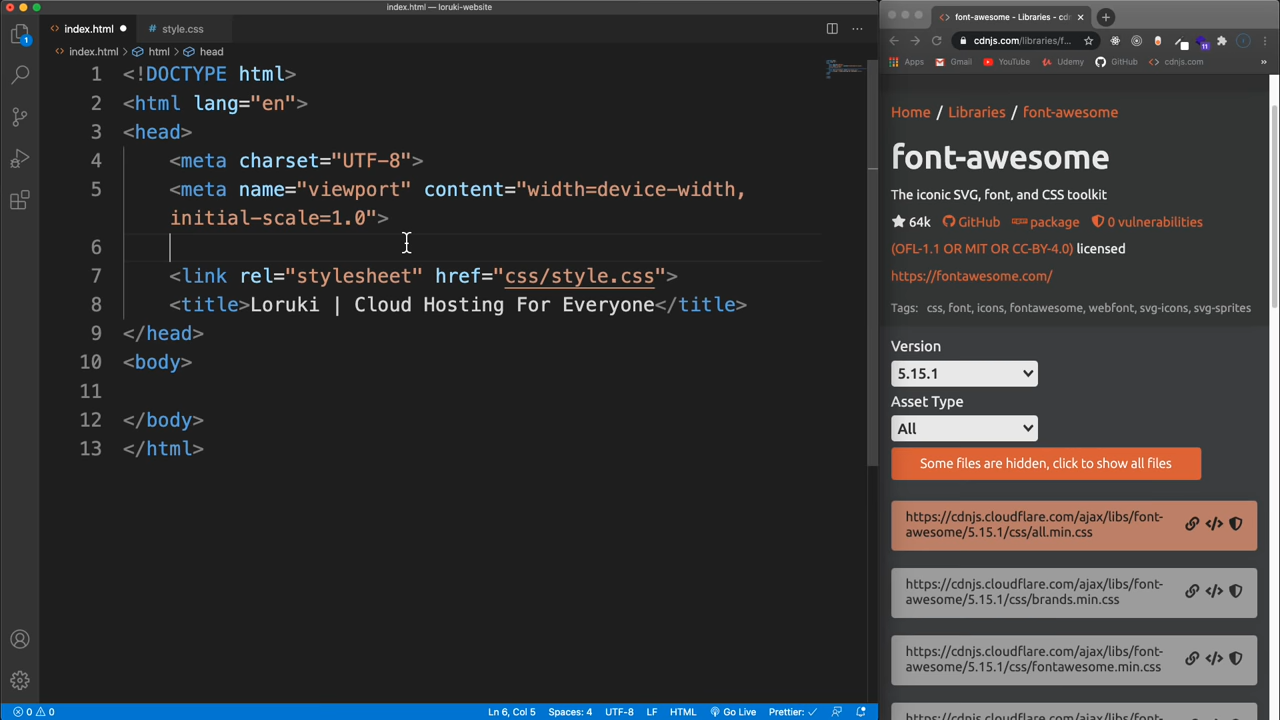 index.html — loruki-website
index.html
style.css
index.html
html
head
1 <!DOCTYPE html>
2 <html lang="en">
3 <head>
4 <meta charset="UTF-8">
5 <meta name="viewport" content="width=device-width,
initial-scale=1.0">
6
7 <link rel="stylesheet" href="css/style.css">
8 <title>Loruki | Cloud Hosting For Everyone</title>
9 </head>
10 <body>
11
12 </body>
13 </html>
1
0 0
Ln 6, Col 5
Spaces: 4
UTF-8
LF
HTML
Go Live
Prettier: ✓
font-awesome - Libraries - cdn
cdnjs.com/libraries/f...
11
Apps
Gmail
YouTube
Udemy
GitHub
cdnjs.com
»
Home / Libraries / font-awesome
font-awesome
The iconic SVG, font, and CSS toolkit
64k GitHub package 0 vulnerabilities
(OFL-1.1 OR MIT OR CC-BY-4.0) licensed
https://fontawesome.com/
Tags: css, font, icons, fontawesome, webfont, svg-icons, svg-sprites
Version
5.15.1
Asset Type
All
Some files are hidden, click to show all files
https://cdnjs.cloudflare.com/ajax/libs/font-
awesome/5.15.1/css/all.min.css
https://cdnjs.cloudflare.com/ajax/libs/font-
awesome/5.15.1/css/brands.min.css
https://cdnjs.cloudflare.com/ajax/libs/font-
awesome/5.15.1/css/fontawesome.min.css